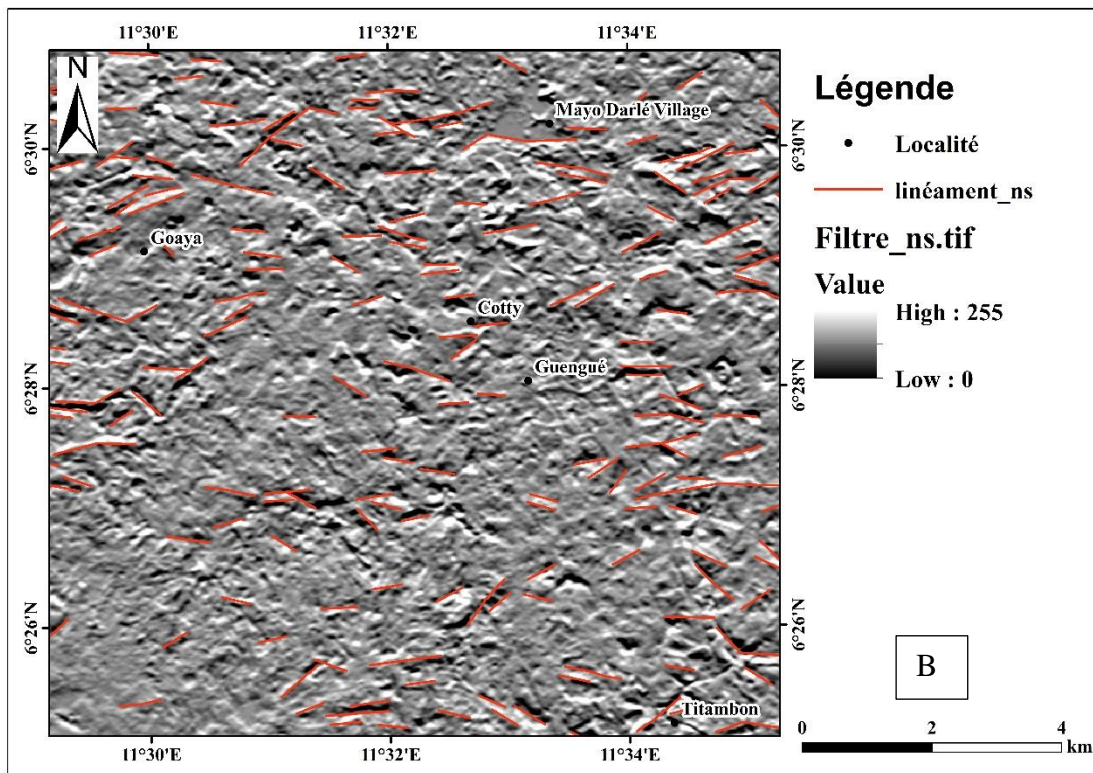 11°30'E 11°32'E 11°34'E
N
Mayo Darlé Village
6°30'N 6°30'N
Goaya
Cotty
Guengué
6°28'N 6°28'N
6°26'N 6°26'N
Titambon
11°30'E 11°32'E 11°34'E
Légende
Localité
linéament_ns
Filtre_ns.tif
Value
High : 255
Low : 0
B
0 2 4
km